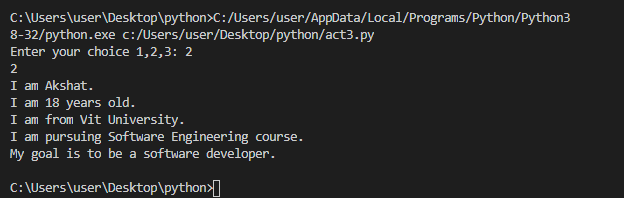 C:\Users\user\Desktop\python>C:/Users/user/AppData/Local/Programs/Python/Python3
8-32/python.exe c:/Users/user/Desktop/python/act3.py
Enter your choice 1,2,3: 2
2
I am Akshat.
I am 18 years old.
I am from Vit University.
I am pursuing Software Engineering course.
My goal is to be a software developer.
C:\Users\user\Desktop\python>